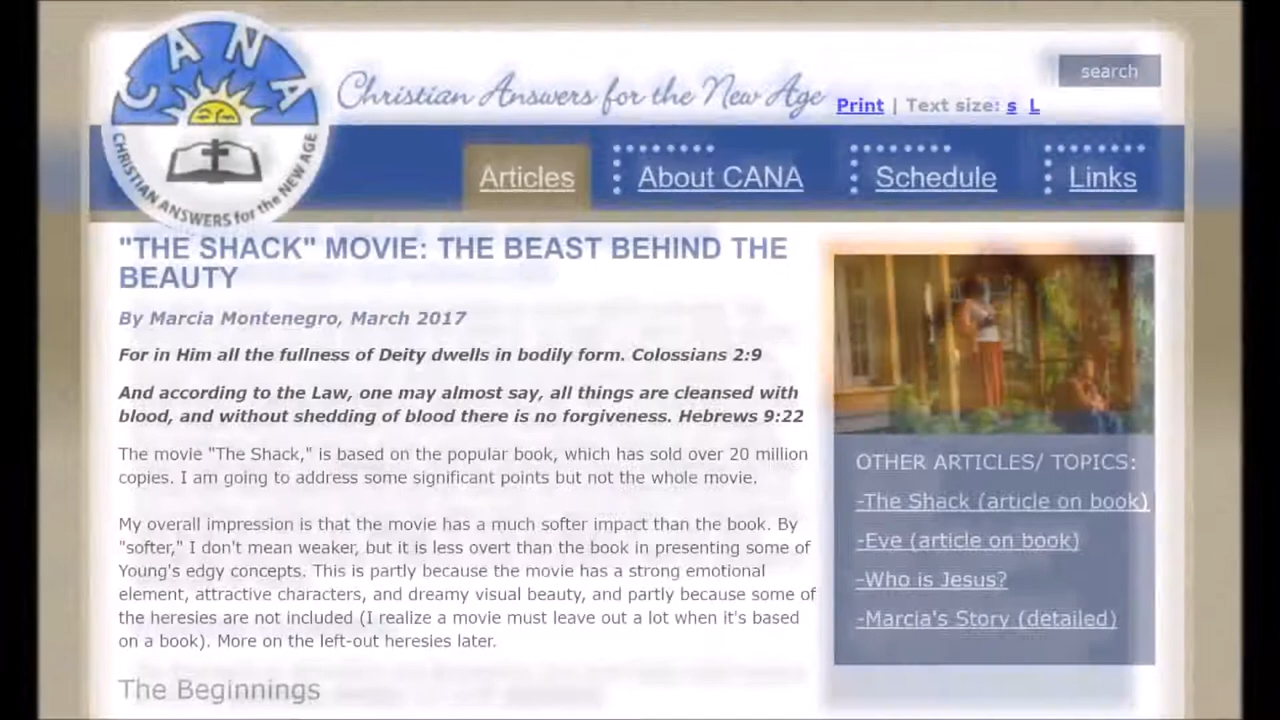 CANA
CHRISTIAN ANSWERS for the NEW AGE
Christian Answers for the New Age
search
Print | Text size: s L
Articles
About CANA
Schedule
Links
"THE SHACK" MOVIE: THE BEAST BEHIND THE
BEAUTY
By Marcia Montenegro, March 2017
For in Him all the fullness of Deity dwells in bodily form. Colossians 2:9
And according to the Law, one may almost say, all things are cleansed with
blood, and without shedding of blood there is no forgiveness. Hebrews 9:22
The movie "The Shack," is based on the popular book, which has sold over 20 million
copies. I am going to address some significant points but not the whole movie.
My overall impression is that the movie has a much softer impact than the book. By
"softer," I don't mean weaker, but it is less overt than the book in presenting some of
Young's edgy concepts. This is partly because the movie has a strong emotional
element, attractive characters, and dreamy visual beauty, and partly because some of
the heresies are not included (I realize a movie must leave out a lot when it's based
on a book). More on the left-out heresies later.
The Beginnings
OTHER ARTICLES/ TOPICS:
-The Shack (article on book)
-Eve (article on book)
-Who is Jesus?
-Marcia's Story (detailed)